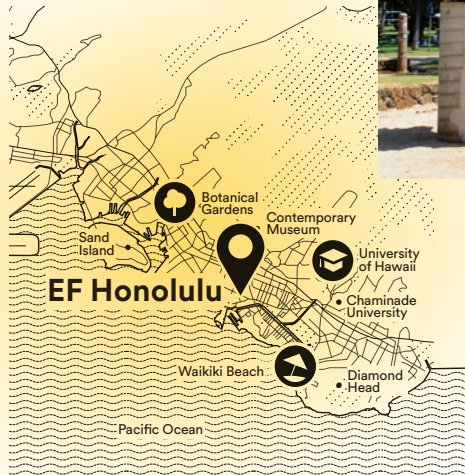 Botanical
Gardens
Contemporary
Museum
Sand
Island
University
of Hawaii
EF Honolulu
Chaminade
University
Waikiki Beach
Diamond
Head
Pacific Ocean